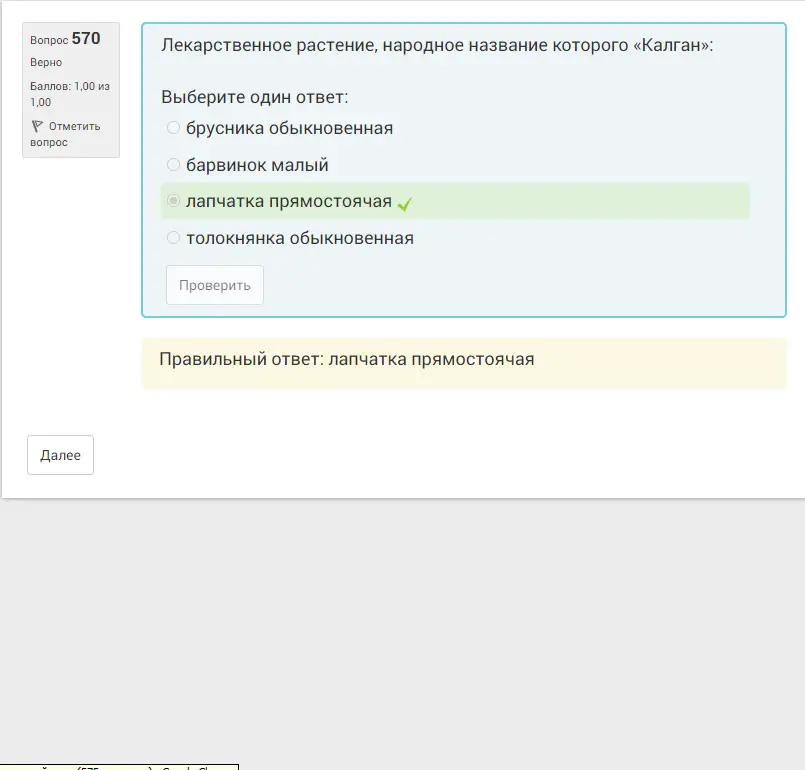 Вопрос 570
Верно
Баллов: 1,00 из
1,00
Отметить
вопрос
Лекарственное растение, народное название которого «Калган»:
Выберите один ответ:
брусника обыкновенная
барвинок малый
лапчатка прямостоячая
толокнянка обыкновенная
Проверить
Правильный ответ: лапчатка прямостоячая
Далее